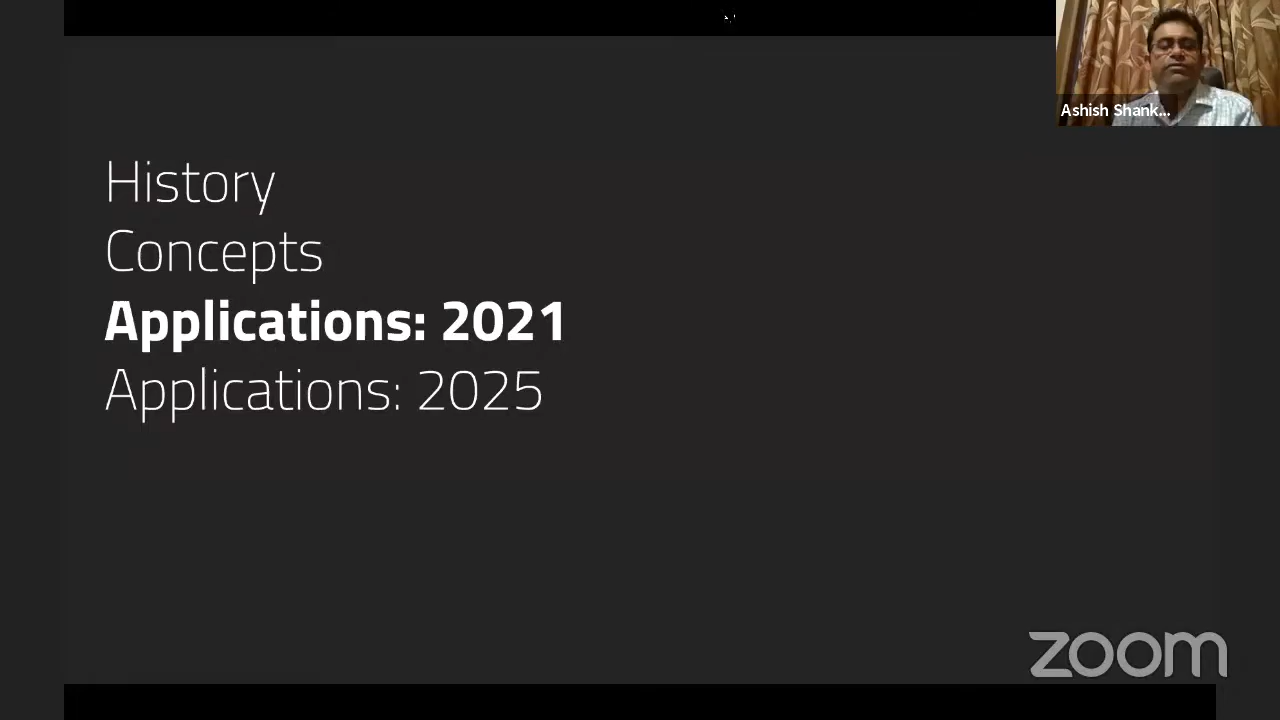 Ashish Shank...
History
Concepts
Applications: 2021
Applications: 2025
zoom